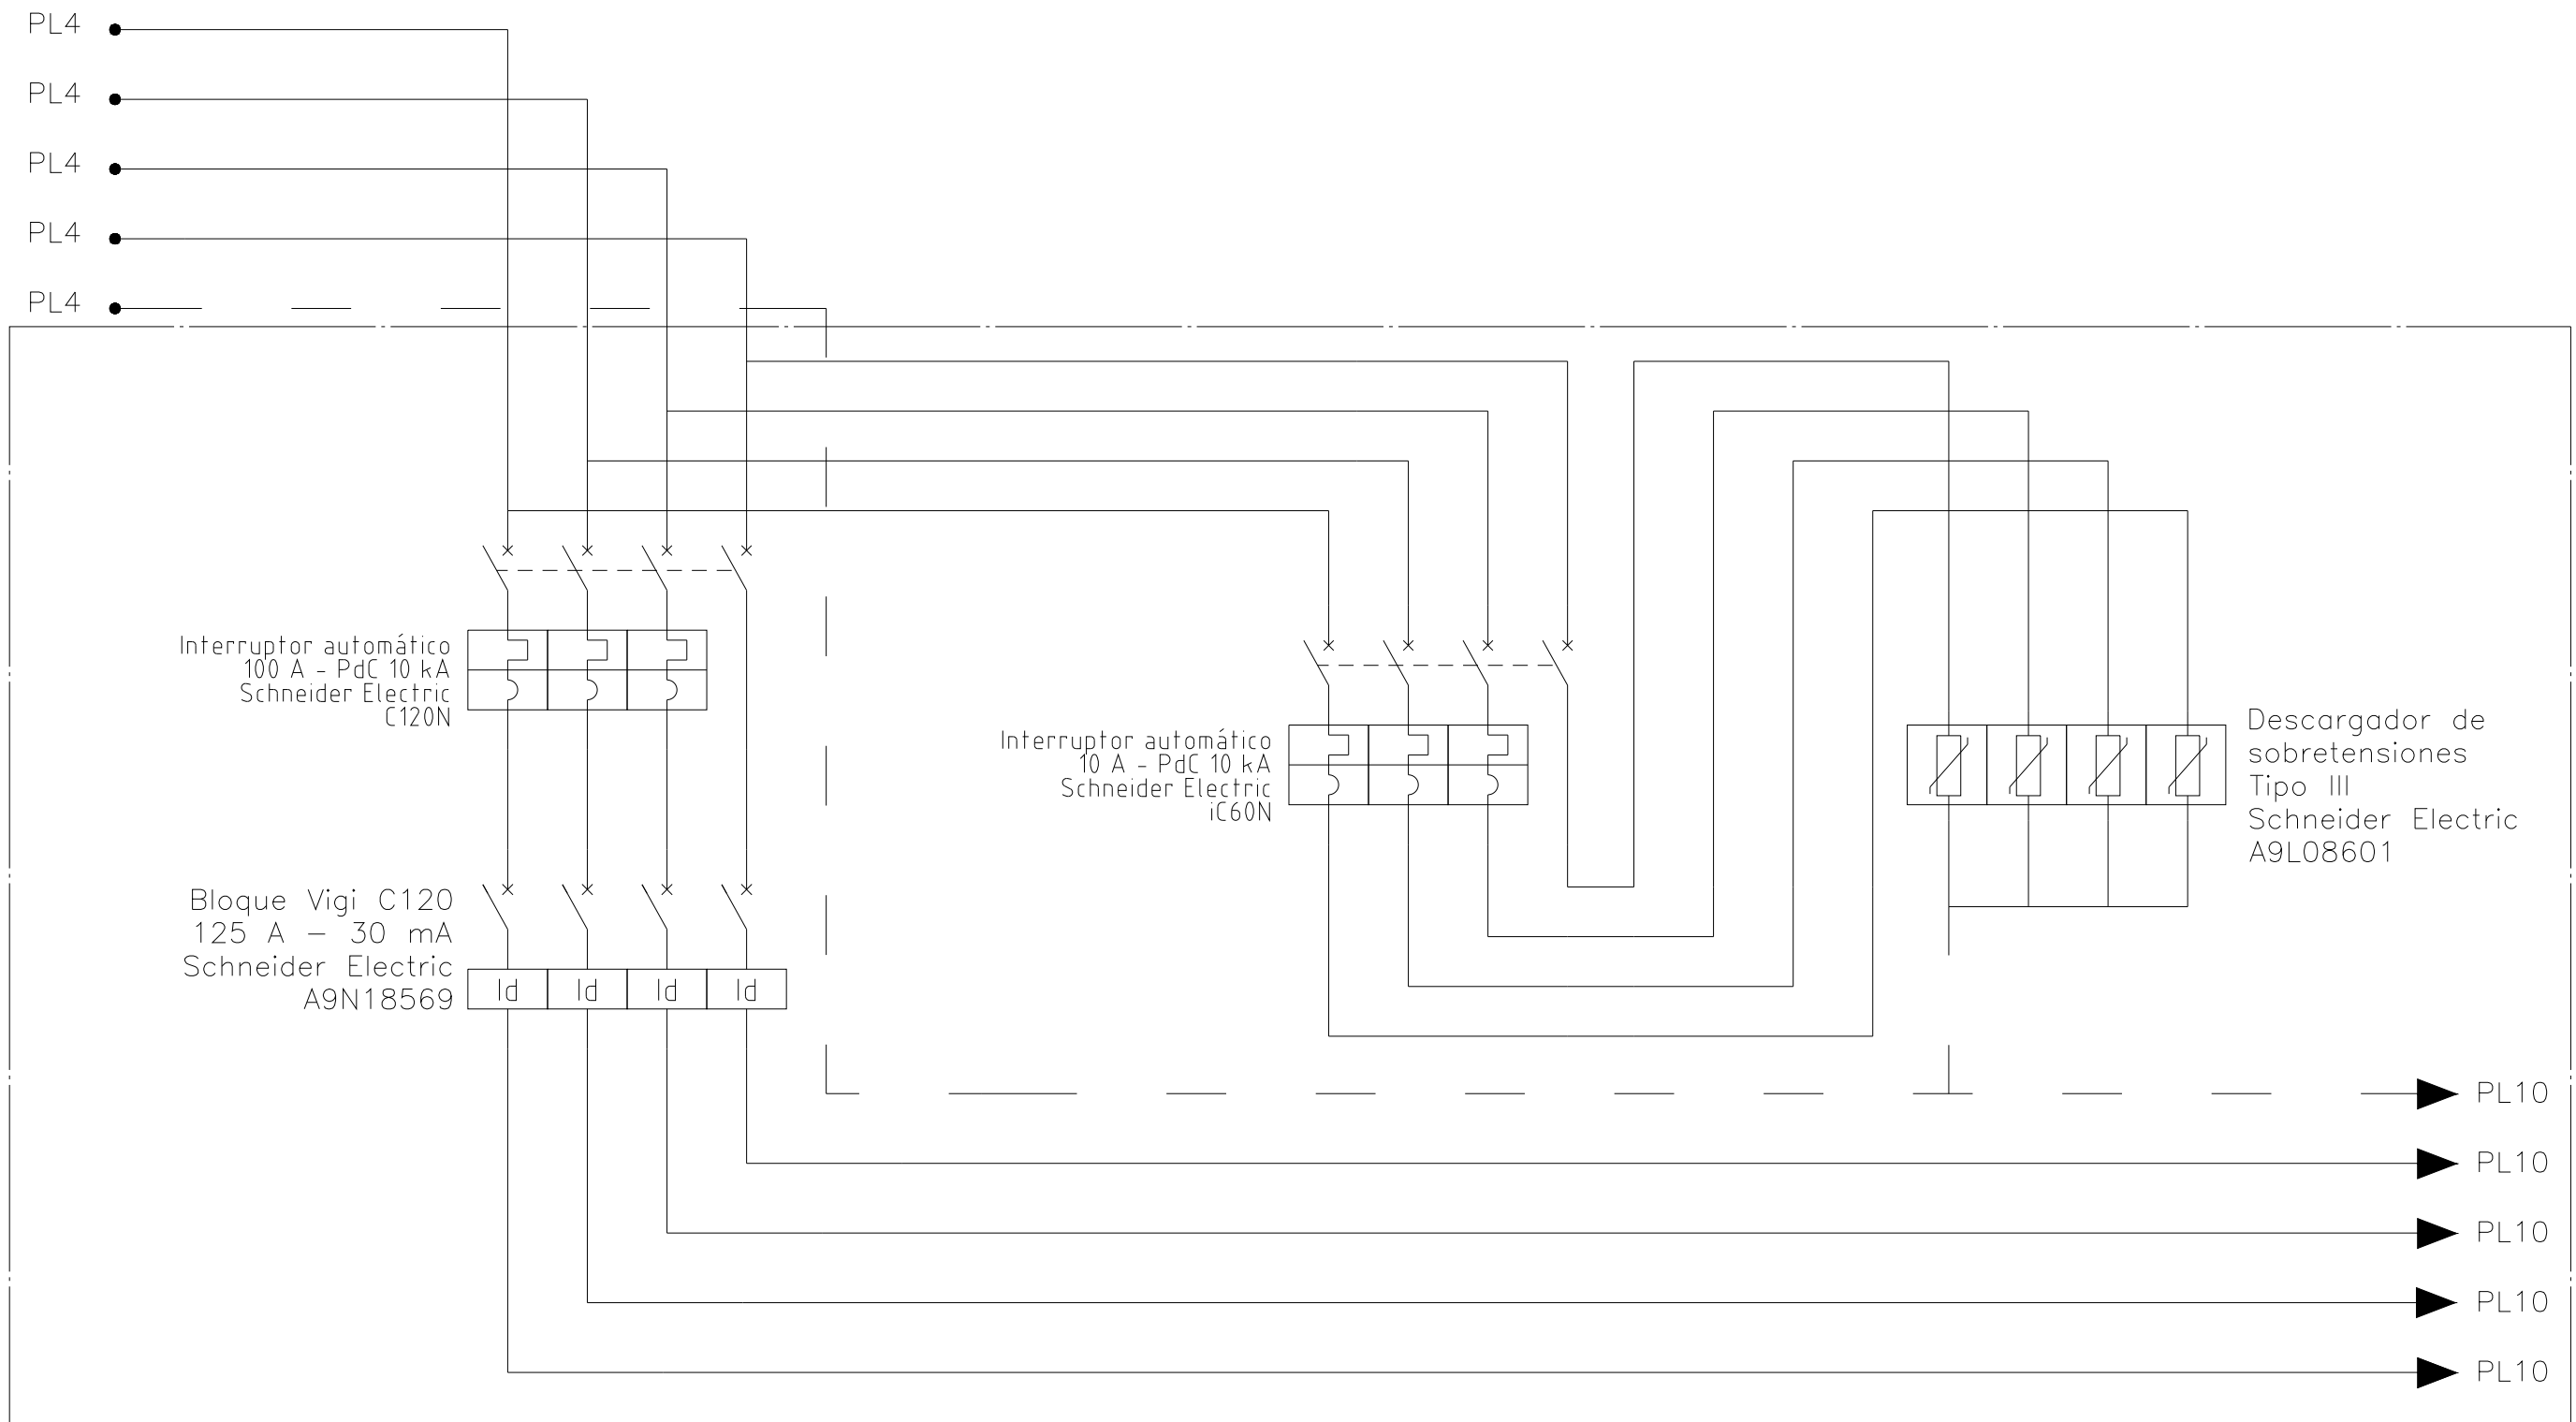 PL4
PL4
PL4
PL4
PL4
Interruptor automático
100 A - PdC 10 kA
Schneider Electric
C120N
Interruptor automático
10 A - PdC 10 kA
Schneider Electric
iC60N
Descargador de
sobretensiones
Tipo III
Schneider Electric
A9L08601
Bloque Vigi C120
125 A - 30 mA
Schneider Electric
A9N18569
Id Id Id Id
PL10
PL10
PL10
PL10
PL10